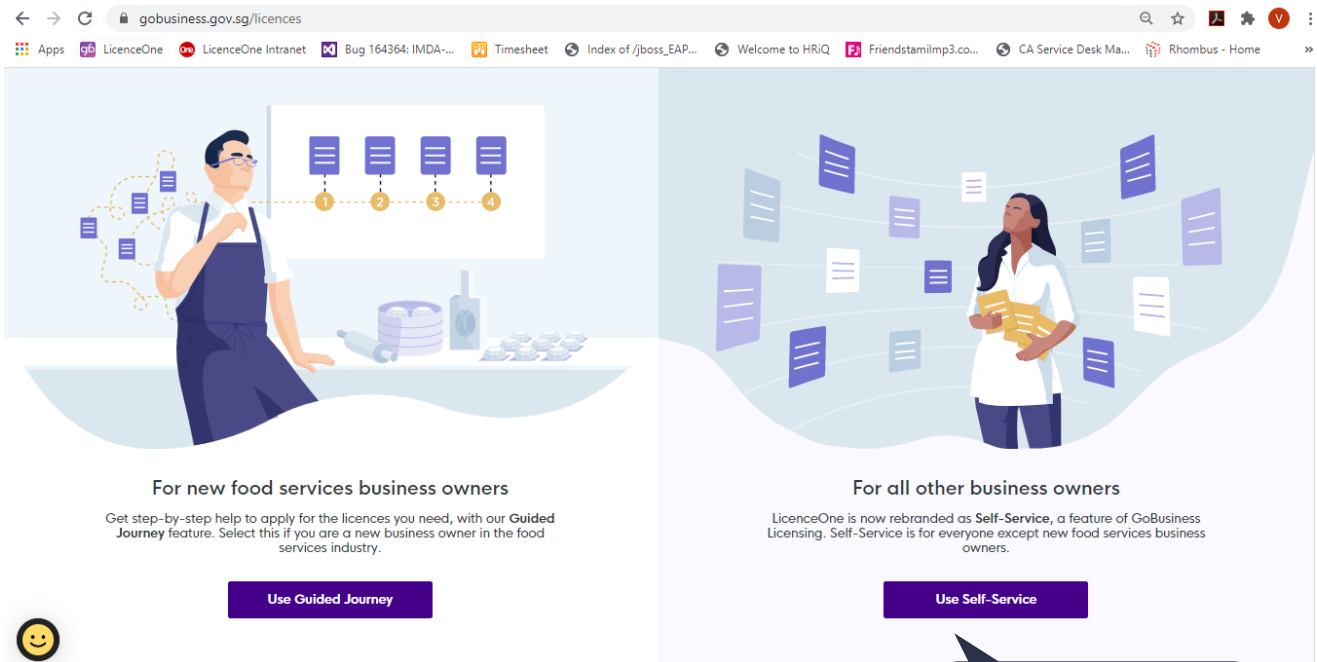 gobusiness.gov.sg/licences
V
Apps
gb LicenceOne
One LicenceOne Intranet
Bug 164364: IMDA-...
Timesheet
Index of /jboss_EAP...
Welcome to HRiQ
Friendstamilmp3.co...
CA Service Desk Ma...
Rhombus - Home
»
1 2 3 4
For new food services business owners
Get step-by-step help to apply for the licences you need, with our Guided
Journey feature. Select this if you are a new business owner in the food
services industry.
Use Guided Journey
For all other business owners
LicenceOne is now rebranded as Self-Service, a feature of GoBusiness
Licensing. Self-Service is for everyone except new food services business
owners.
Use Self-Service